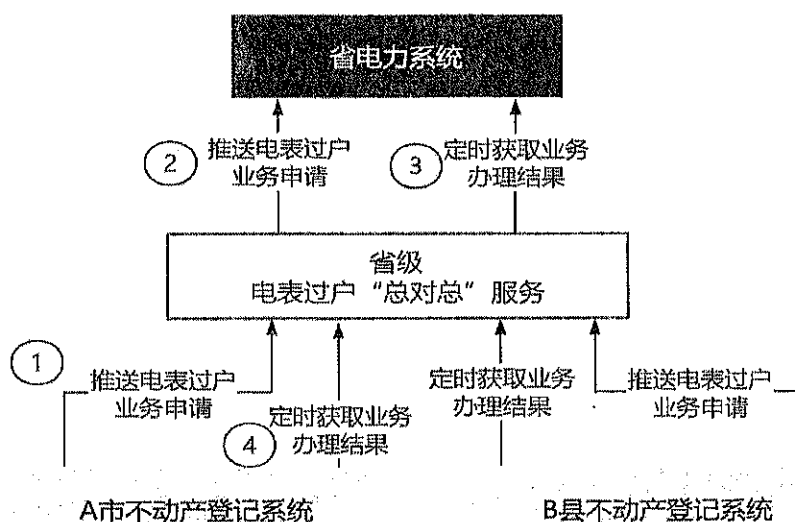 省电力系统
② 推送电表过户
业务申请
③ 定时获取业务
办理结果
省级
电表过户“总对总”服务
①
推送电表过户
业务申请
④ 定时获取业务
办理结果
定时获取业务
办理结果
推送电表过户
业务申请
A市不动产登记系统
B县不动产登记系统